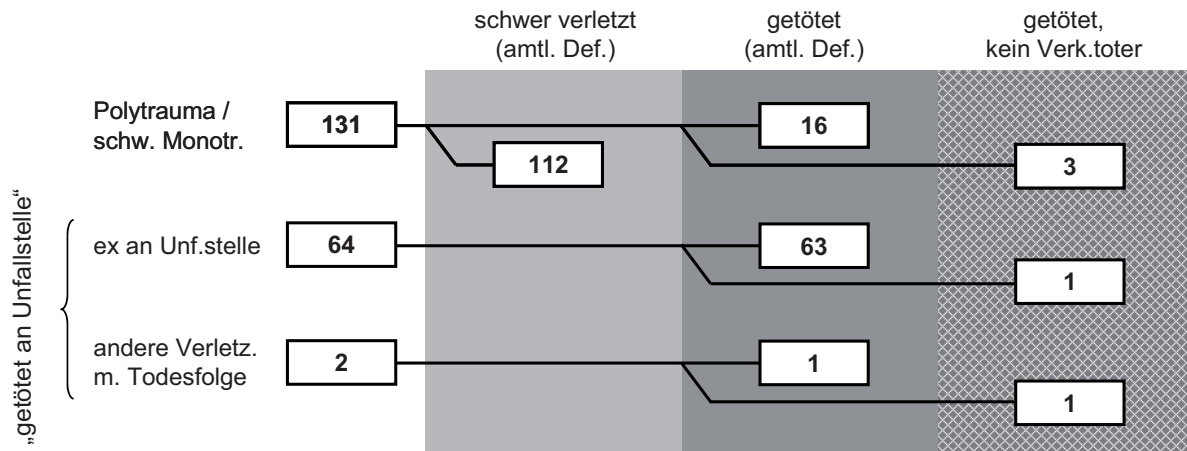 schwer verletzt
(amtl. Def.)
getötet
(amtl. Def.)
getötet,
kein Verk.toter
Polytrauma /
schw. Monotr.
131
16
112
3
„getötet an Unfallstelle“
ex an Unf.stelle
64
63
1
andere Verletz.
m. Todesfolge
2
1
1